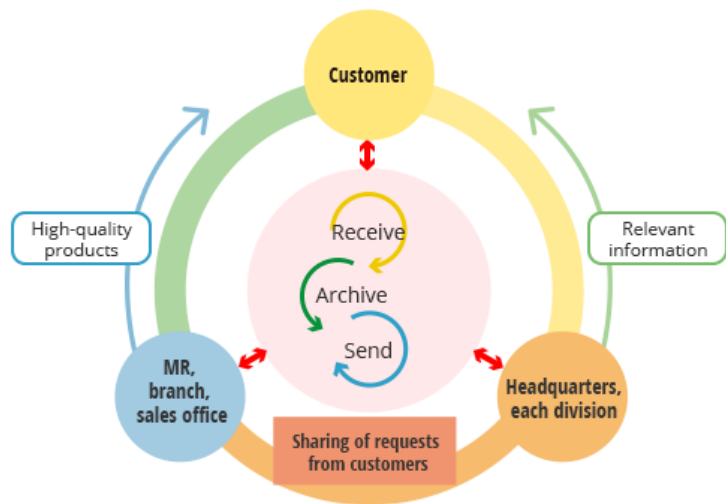 Customer
High-quality
products
Relevant
information
Receive
Archive
Send
MR,
branch,
sales office
Headquarters,
each division
Sharing of requests
from customers